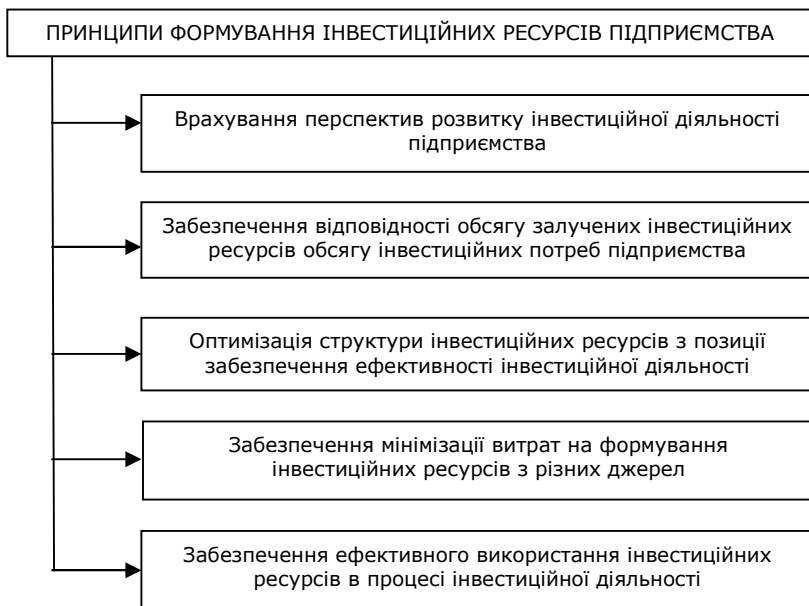 ПРИНЦИПИ ФОРМУВАННЯ ІНВЕСТИЦІЙНИХ РЕСУРСІВ ПІДПРИЄМСТВА
Врахування перспектив розвитку інвестиційної діяльності
підприємства
Забезпечення відповідності обсягу залучених інвестиційних
ресурсів обсягу інвестиційних потреб підприємства
Оптимізація структури інвестиційних ресурсів з позиції
забезпечення ефективності інвестиційної діяльності
Забезпечення мінімізації витрат на формування
інвестиційних ресурсів з різних джерел
Забезпечення ефективного використання інвестиційних
ресурсів в процесі інвестиційної діяльності